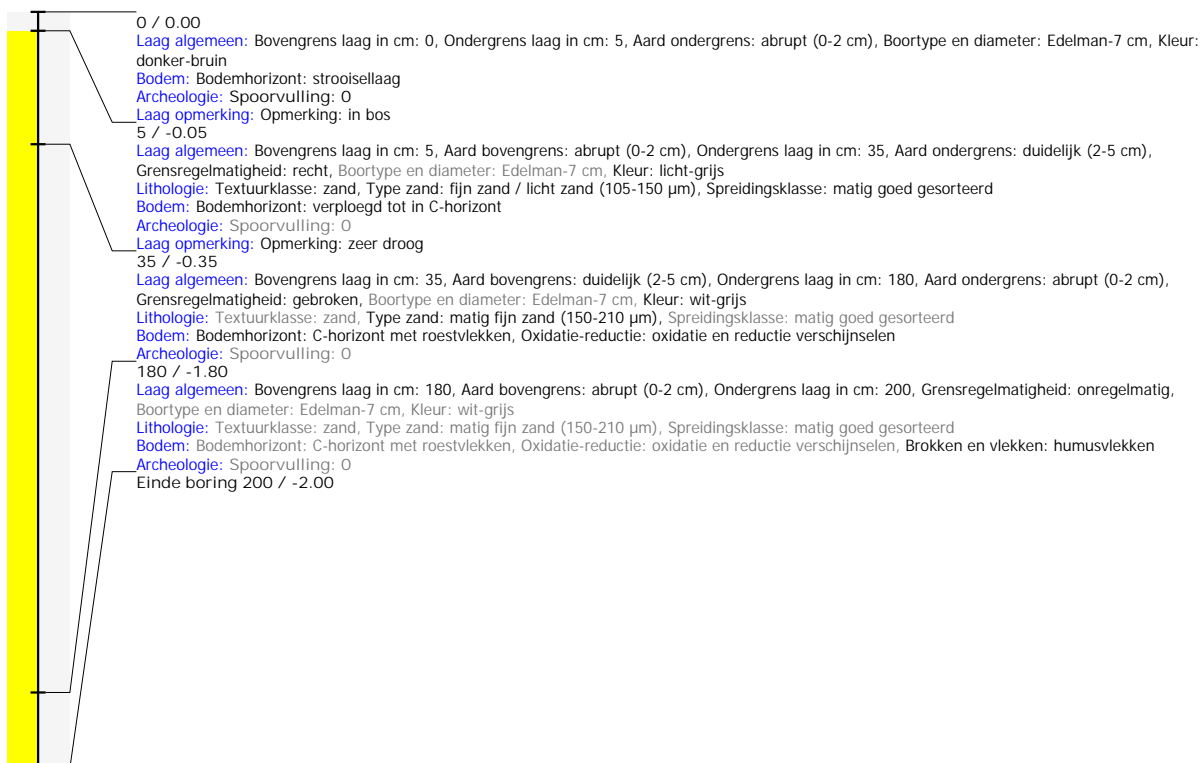 0 / 0.00
Laag algemeen: Bovengrens laag in cm: 0, Ondergrens laag in cm: 5, Aard ondergrens: abrupt (0-2 cm), Boortype en diameter: Edelman-7 cm, Kleur:
donker-bruin
Bodem: Bodemhorizont: strooisellaag
Archeologie: Spoorvulling: 0
Laag opmerking: Opmerking: in bos
5 / -0.05
Laag algemeen: Bovengrens laag in cm: 5, Aard bovengrens: abrupt (0-2 cm), Ondergrens laag in cm: 35, Aard ondergrens: duidelijk (2-5 cm),
Grensregelmatigheid: recht, Boortype en diameter: Edelman-7 cm, Kleur: licht-grijs
Lithologie: Textuurklasse: zand, Type zand: fijn zand / licht zand (105-150 µm), Spreidingsklasse: matig goed gesorteerd
Bodem: Bodemhorizont: verploegd tot in C-horizont
Archeologie: Spoorvulling: 0
Laag opmerking: Opmerking: zeer droog
35 / -0.35
Laag algemeen: Bovengrens laag in cm: 35, Aard bovengrens: duidelijk (2-5 cm), Ondergrens laag in cm: 180, Aard ondergrens: abrupt (0-2 cm),
Grensregelmatigheid: gebroken, Boortype en diameter: Edelman-7 cm, Kleur: wit-grijs
Lithologie: Textuurklasse: zand, Type zand: matig fijn zand (150-210 µm), Spreidingsklasse: matig goed gesorteerd
Bodem: Bodemhorizont: C-horizont met roestvlekken, Oxidatie-reductie: oxidatie en reductie verschijnselen
Archeologie: Spoorvulling: 0
180 / -1.80
Laag algemeen: Bovengrens laag in cm: 180, Aard bovengrens: abrupt (0-2 cm), Ondergrens laag in cm: 200, Grensregelmatigheid: onregelmatig,
Boortype en diameter: Edelman-7 cm, Kleur: wit-grijs
Lithologie: Textuurklasse: zand, Type zand: matig fijn zand (150-210 µm), Spreidingsklasse: matig goed gesorteerd
Bodem: Bodemhorizont: C-horizont met roestvlekken, Oxidatie-reductie: oxidatie en reductie verschijnselen, Brokken en vlekken: humusvlekken
Archeologie: Spoorvulling: 0
Einde boring 200 / -2.00